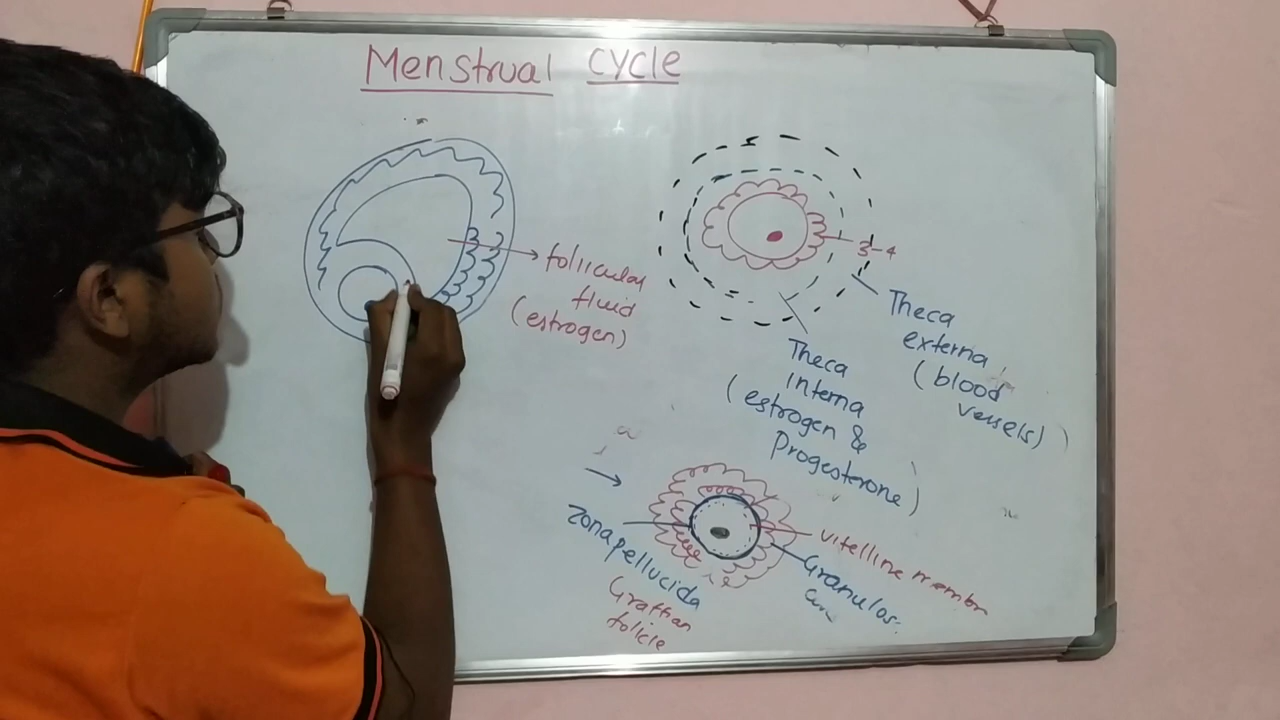 Menstrual cycle
follicular
fluid
(estrogen)
3-4
Theca
externa
(blood
vessels)
Theca
interna
(estrogen &
Progesterone)
zona pellucida
Graffian
folicle
vitelline membr
Granulos